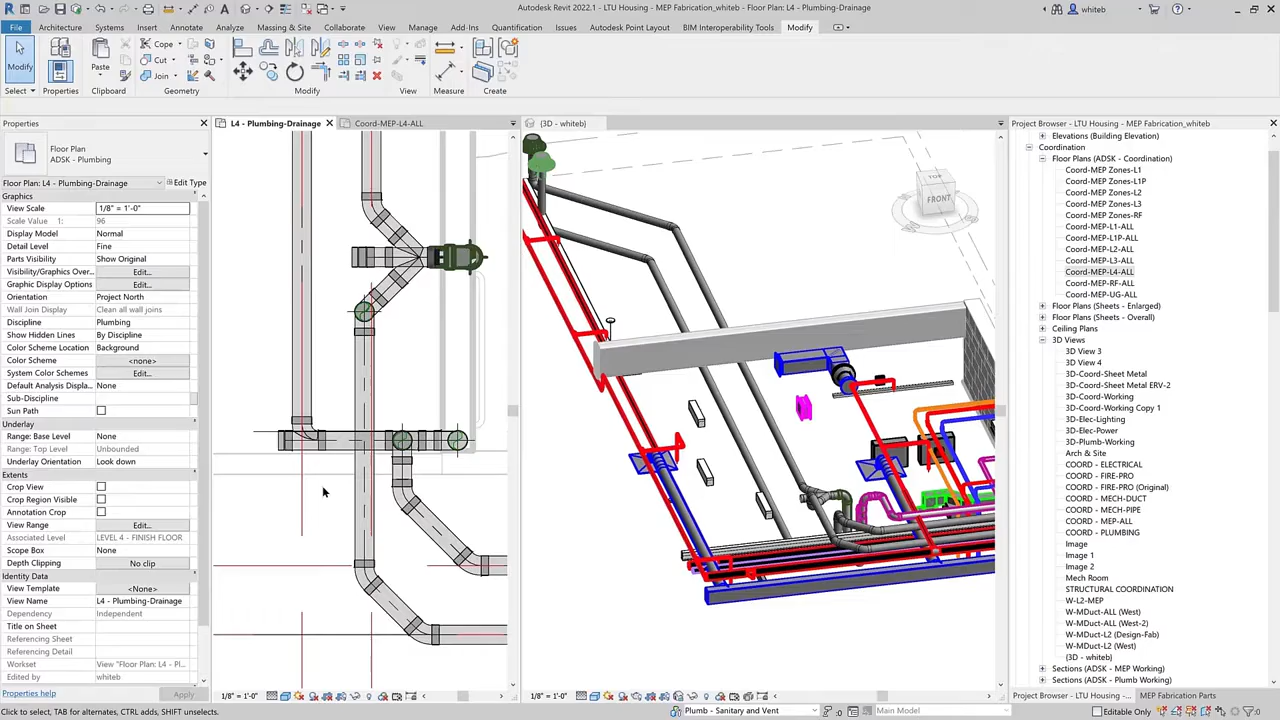 Autodesk Revit 2022.1 - LTU Housing - MEP Fabrication_whiteb - Floor Plan: L4 - Plumbing-Drainage
whiteb
File Architecture Structure Steel Precast Systems Insert Annotate Analyze Massing & Site Collaborate View Manage Add-Ins Quantification Issues Autodesk Point Layout BIM Interoperability Tools Modify
Modify
Paste
Cope
Cut
Join
Select Properties Clipboard Geometry Modify View Measure Create
Properties
L4 - Plumbing-Drainage
Coord-MEP-L4-ALL
{3D - whiteb}
Project Browser - LTU Housing - MEP Fabrication_whiteb
Floor Plan
ADSK - Plumbing
Floor Plan: L4 - Plumbing-Drainage
Edit Type
Graphics
View Scale 1/8" = 1'-0"
Scale Value 1: 96
Display Model Normal
Detail Level Fine
Parts Visibility Show Original
Visibility/Graphics Over... Edit...
Graphic Display Options Edit...
Orientation Project North
Wall Join Display Clean all wall joins
Discipline Plumbing
Show Hidden Lines By Discipline
Color Scheme Location Background
Color Scheme <none>
System Color Schemes Edit...
Default Analysis Displa... None
Sub-Discipline
Sun Path
Underlay
Range: Base Level None
Range: Top Level Unbounded
Underlay Orientation Look down
Extents
Crop View
Crop Region Visible
Annotation Crop
View Range Edit...
Associated Level LEVEL 4 - FINISH FLOOR
Scope Box None
Depth Clipping No clip
Identity Data
View Template <None>
View Name L4 - Plumbing-Drainage
Dependency Independent
Title on Sheet
Referencing Sheet
Referencing Detail
Workset View "Floor Plan: L4 - Pl...
Edited by whiteb
Properties help
Apply
TOP
FRONT
Elevations (Building Elevation)
Coordination
Floor Plans (ADSK - Coordination)
Coord-MEP Zones-L1
Coord-MEP Zones-L1P
Coord-MEP Zones-L2
Coord-MEP Zones-L3
Coord-MEP Zones-RF
Coord-MEP-L1-ALL
Coord-MEP-L1P-ALL
Coord-MEP-L2-ALL
Coord-MEP-L3-ALL
Coord-MEP-L4-ALL
Coord-MEP-RF-ALL
Coord-MEP-UG-ALL
Floor Plans (Sheets - Enlarged)
Floor Plans (Sheets - Overall)
Ceiling Plans
3D Views
3D View 3
3D View 4
3D-Coord-Sheet Metal
3D-Coord-Sheet Metal ERV-2
3D-Coord-Working
3D-Coord-Working Copy 1
3D-Elec-Lighting
3D-Elec-Power
3D-Plumb-Working
Arch & Site
COORD - ELECTRICAL
COORD - FIRE-PRO
COORD - FIRE-PRO (Original)
COORD - MECH-DUCT
COORD - MECH-PIPE
COORD - MEP-ALL
COORD - PLUMBING
Image
Image 1
Image 2
Mech Room
STRUCTURAL COORDINATION
W-L2-MEP
W-MDuct-ALL (West)
W-MDuct-ALL (West-2)
W-MDuct-L2 (Design-Fab)
W-MDuct-L2 (West)
{3D - whiteb}
Sections (ADSK - MEP Working)
Sections (ADSK - Plumb Working)
1/8" = 1'-0"
1/8" = 1'-0"
Project Browser - LTU Housing -...
MEP Fabrication Parts
Click to select, TAB for alternates, CTRL adds, SHIFT unselects.
Plumb - Sanitary and Vent
:0
Main Model
Editable Only
:0